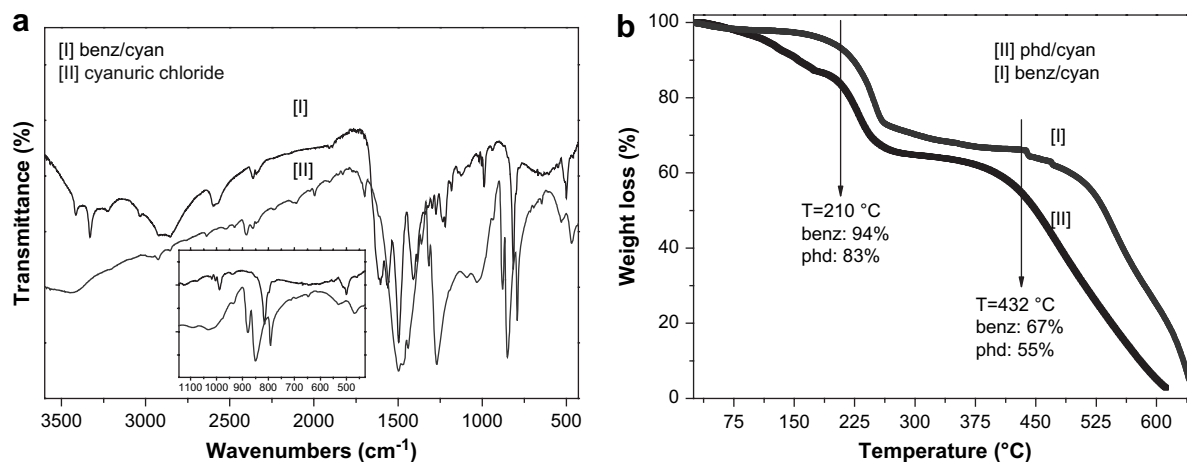 a
[I] benz/cyan
[II] cyanuric chloride
[I]
[II]
Transmittance (%)
1100 1000 900 800 700 600 500
3500 3000 2500 2000 1500 1000 500
Wavenumbers (cm-1)
b
[II] phd/cyan
[I] benz/cyan
[I]
[II]
T=210 °C
benz: 94%
phd: 83%
T=432 °C
benz: 67%
phd: 55%
Weight loss (%)
100
80
60
40
20
0
75 150 225 300 375 450 525 600
Temperature (°C)